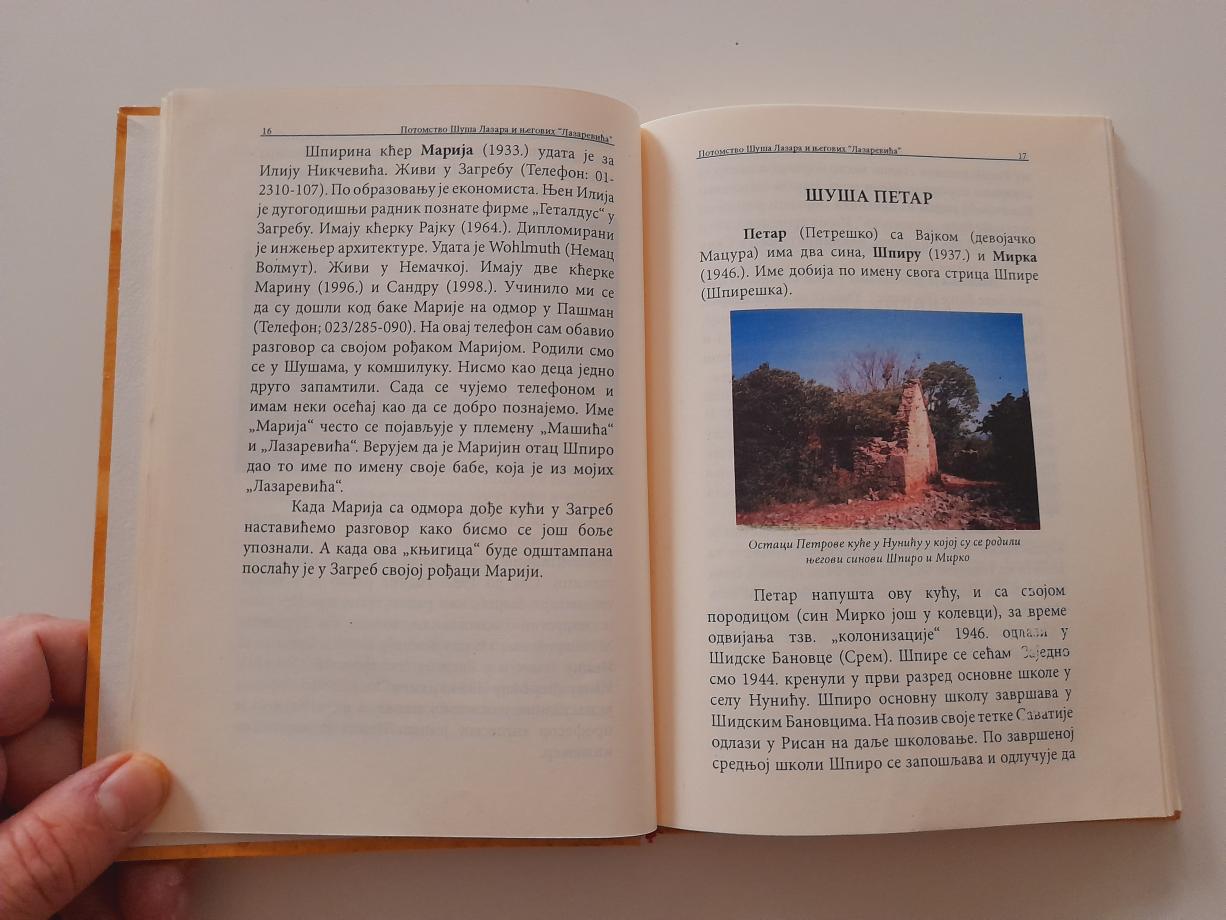 16 Потомство Шуша Лазара и његових "Лазаревића"
Шпирина кћер Марија (1933.) удата је за
Илију Никчевића. Живи у Загребу (Телефон: 01-
2310-107). По образовању је економиста. Њен Илија
је дугогодишњи радник познате фирме „Геталдус“ у
Загребу. Имају кћерку Рајку (1964.). Дипломирани
је инжењер архитектуре. Удата је Wohlmuth (Немац
Волмут). Живи у Немачкој. Имају две кћерке
Марину (1996.) и Сандру (1998.). Учинило ми се
да су дошли код баке Марије на одмор у Пашман
(Телефон; 023/285-090). На овај телефон сам обавио
разговор са својом рођаком Маријом. Родили смо
се у Шушама, у комшилуку. Нисмо као деца једно
друго запамтили. Сада се чујемо телефоном и
имам неки осећај као да се добро познајемо. Име
„Марија“ често се појављује у племену „Машића“
и „Лазаревића“. Верујем да је Маријин отац Шпиро
дао то име по имену своје бабе, која је из мојих
„Лазаревића“.
Када Марија са одмора дође кући у Загреб
наставићемо разговор како бисмо се још боље
упознали. А када ова „књигица“ буде одштампана
послаћу је у Загреб својој рођаци Марији.
Потомство Шуша Лазара и његових "Лазаревића" 17
ШУША ПЕТАР
Петар (Петрешко) са Вајком (девојачко
Мацура) има два сина, Шпиру (1937.) и Мирка
(1946.). Име добија по имену свога стрица Шпире
(Шпирешка).
Остаци Петрове куће у Нунићу у којој су се родили
његови синови Шпиро и Мирко
Петар напушта ову кућу, и са својом
породицом (син Мирко још у колевци), за време
одвијања тзв. „колонизације“ 1946. одлази у
Шидске Бановце (Срем). Шпире се сећам Заједно
смо 1944. кренули у први разред основне школе у
селу Нунићу. Шпиро основну школу завршава у
Шидским Бановцима. На позив своје тетке Саватије
одлази у Рисан на даље школовање. По завршеној
средњој школи Шпиро се запошљава и одлучује да